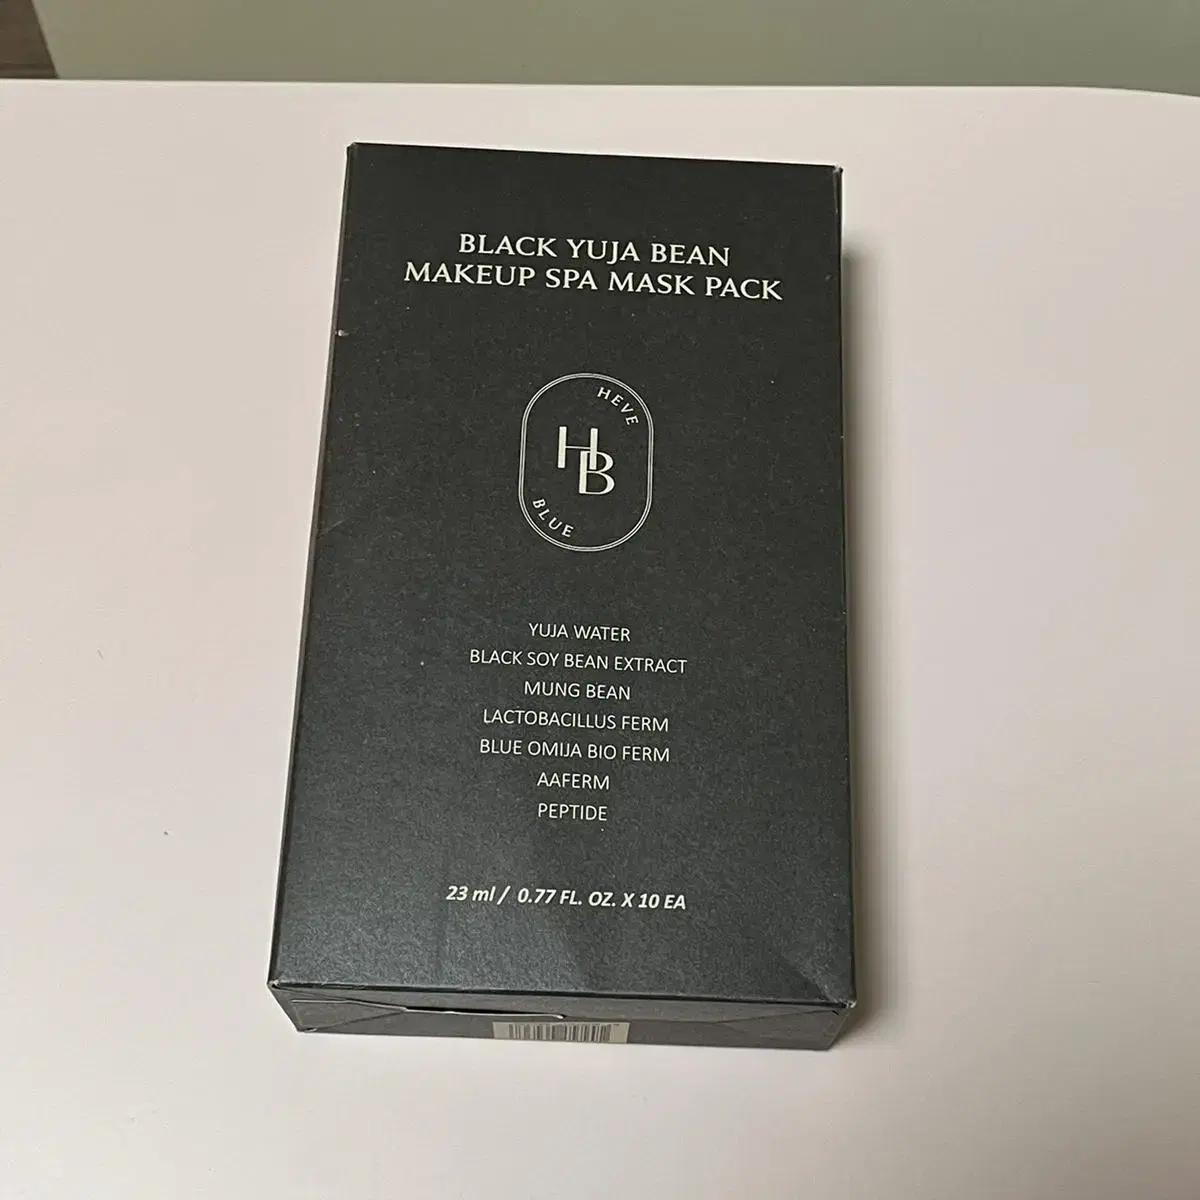 BLACK YUJA BEAN
MAKEUP SPA MASK PACK
HEVE
HB
BLUE
YUJA WATER
BLACK SOY BEAN EXTRACT
MUNG BEAN
LACTOBACILLUS FERM
BLUE OMIJA BIO FERM
AAFERM
PEPTIDE
23 ml / 0.77 FL. OZ. X 10 EA